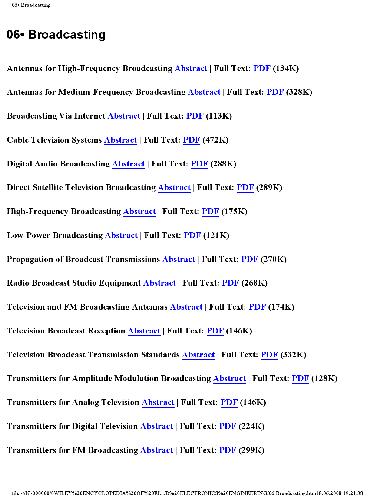 06• Broadcasting
06• Broadcasting
Antennas for High-Frequency Broadcasting Abstract | Full Text: PDF (134K)
Antennas for Medium Frequency Broadcasting Abstract | Full Text: PDF (328K)
Broadcasting Via Internet Abstract | Full Text: PDF (113K)
Cable Television Systems Abstract | Full Text: PDF (472K)
Digital Audio Broadcasting Abstract | Full Text: PDF (288K)
Direct Satellite Television Broadcasting Abstract | Full Text: PDF (289K)
High-Frequency Broadcasting Abstract | Full Text: PDF (175K)
Low Power Broadcasting Abstract | Full Text: PDF (121K)
Propagation of Broadcast Transmissions Abstract | Full Text: PDF (270K)
Radio Broadcast Studio Equipment Abstract | Full Text: PDF (268K)
Television and FM Broadcasting Antennas Abstract | Full Text: PDF (174K)
Television Broadcast Reception Abstract | Full Text: PDF (146K)
Television Broadcast Transmission Standards Abstract | Full Text: PDF (532K)
Transmitters for Amplitude Modulation Broadcasting Abstract | Full Text: PDF (128K)
Transmitters for Analog Television Abstract | Full Text: PDF (146K)
Transmitters for Digital Television Abstract | Full Text: PDF (224K)
Transmitters for FM Broadcasting Abstract | Full Text: PDF (299K)